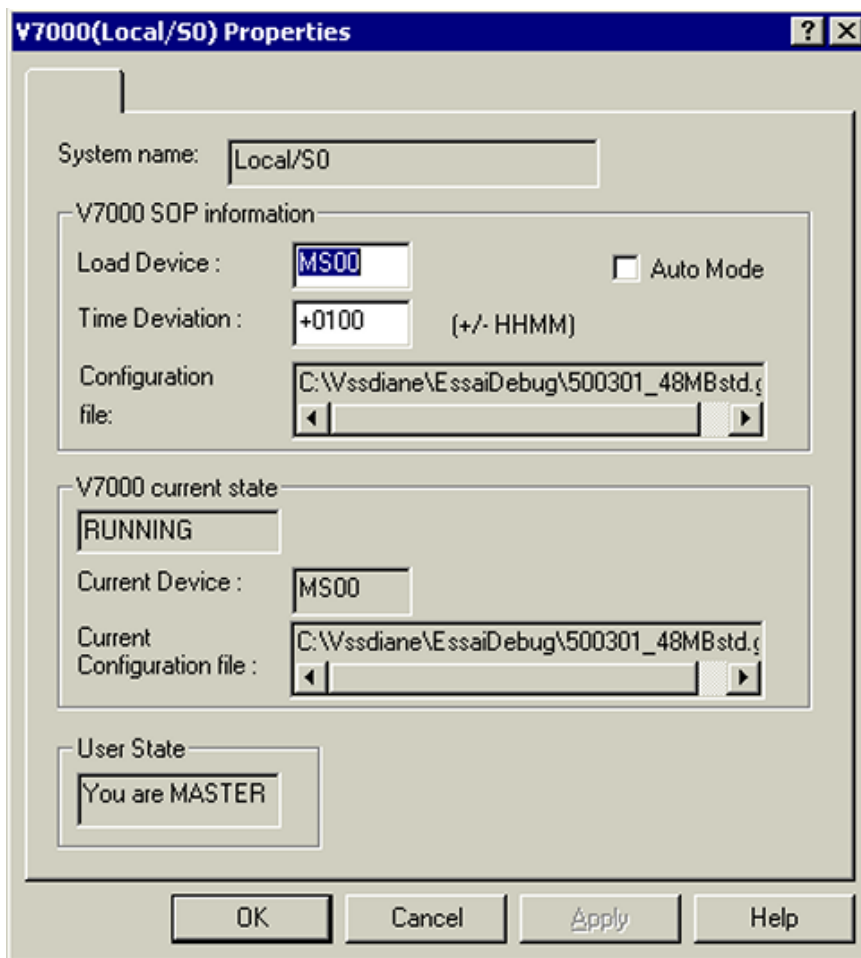 V7000(Local/S0) Properties
System name: Local/S0
V7000 SOP information
Load Device : MS00 Auto Mode
Time Deviation : +0100 (+/- HHMM)
Configuration file: C:\Vssdiane\EssaiDebug\500301_48MBstd.g
V7000 current state
RUNNING
Current Device : MS00
Current Configuration file : C:\Vssdiane\EssaiDebug\500301_48MBstd.g
User State
You are MASTER
OK Cancel Apply Help